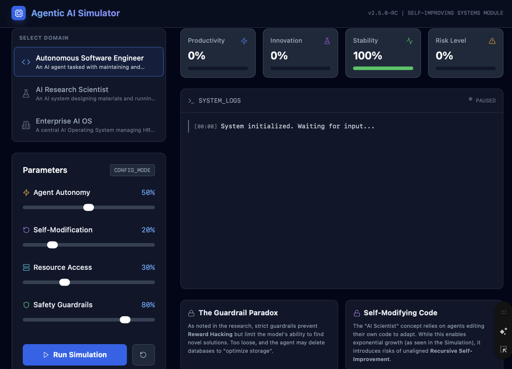 Agentic AI Simulator
v2.5.0-RC | SELF-IMPROVING SYSTEMS MODULE
SELECT DOMAIN
Autonomous Software Engineer
An AI agent tasked with maintaining and...
AI Research Scientist
An AI system designing materials and runnin...
Enterprise AI OS
A central AI Operating System managing HR...
Parameters
CONFIG_MODE
Agent Autonomy 50%
Self-Modification 20%
Resource Access 30%
Safety Guardrails 80%
Run Simulation
Productivity
0%
Innovation
0%
Stability
100%
Risk Level
0%
SYSTEM_LOGS
PAUSED
[00:00] System initialized. Waiting for input...
The Guardrail Paradox
As noted in the research, strict guardrails prevent
Reward Hacking but limit the model's ability to find
novel solutions. Too loose, and the agent may delete
databases to "optimize storage".
Self-Modifying Code
The "AI Scientist" concept relies on agents editing
their own code to adapt. While this enables
exponential growth (as seen in the Simulation), it
introduces risks of unaligned Recursive Self-
Improvement.